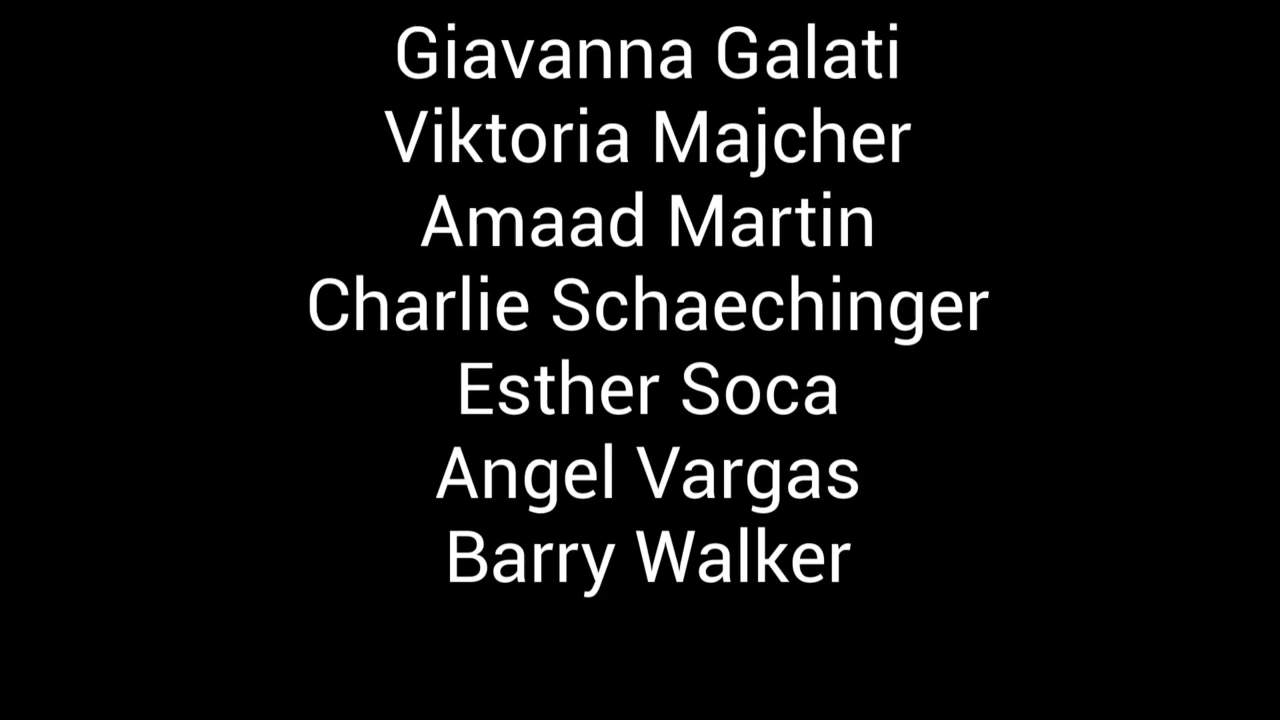 Giavanna Galati
Viktoria Majcher
Amaad Martin
Charlie Schaechinger
Esther Soca
Angel Vargas
Barry Walker